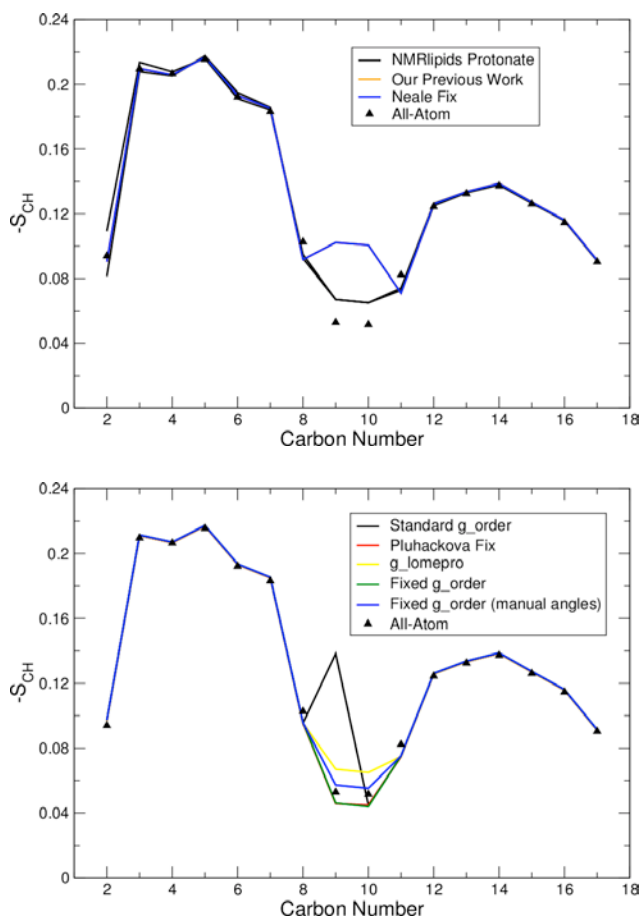 0.24
0.2
0.16
0.12
0.08
0.04
0
-S_CH
NMRlipids Protonate
Our Previous Work
Neale Fix
All-Atom
2 4 6 8 10 12 14 16 18
Carbon Number
0.24
0.2
0.16
0.12
0.08
0.04
0
-S_CH
Standard g_order
Pluhackova Fix
g_lomepro
Fixed g_order
Fixed g_order (manual angles)
All-Atom
2 4 6 8 10 12 14 16 18
Carbon Number